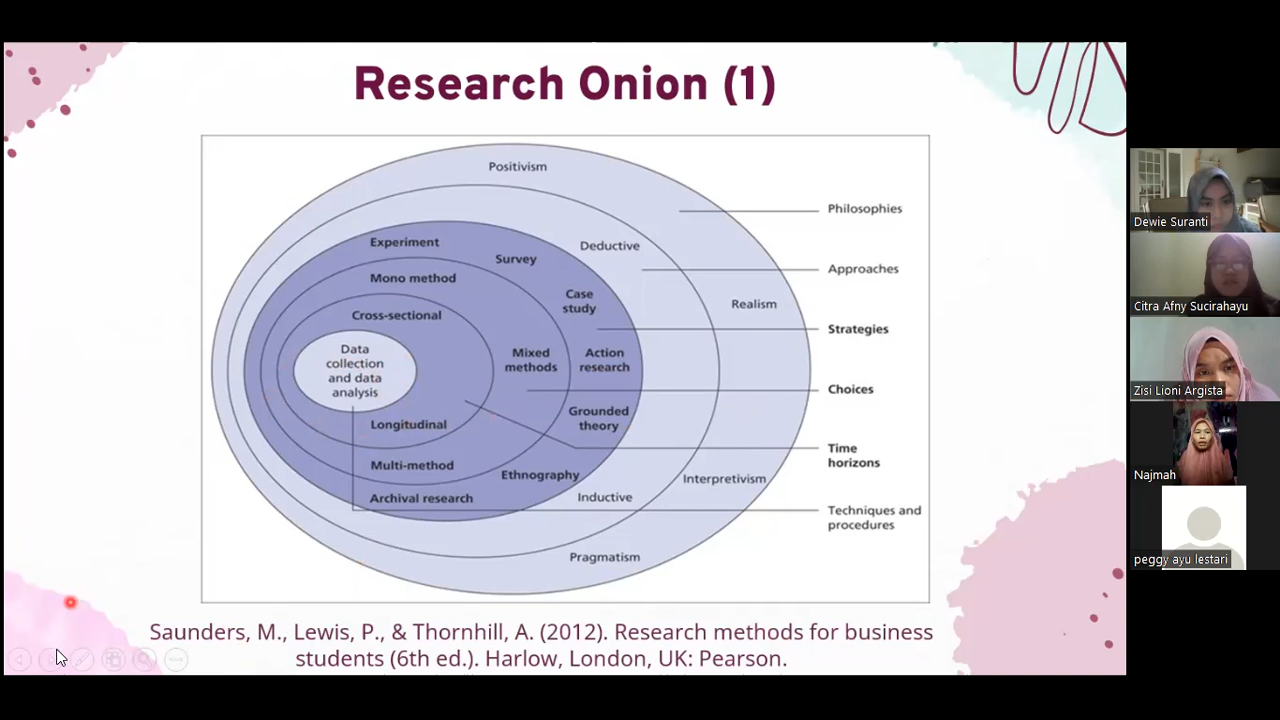 Research Onion (1)
Positivism
Philosophies
Experiment
Survey
Deductive
Approaches
Mono method
Case
study
Realism
Cross-sectional
Strategies
Data
collection
and data
analysis
Mixed
methods
Action
research
Choices
Longitudinal
Grounded
theory
Time
horizons
Multi-method
Ethnography
Interpretivism
Archival research
Inductive
Techniques and
procedures
Pragmatism
Saunders, M., Lewis, P., & Thornhill, A. (2012). Research methods for business
students (6th ed.). Harlow, London, UK: Pearson.
Dewie Suranti
Citra Afny Sucirahayu
Zisi Lioni Argista
Najmah
peggy ayu lestari